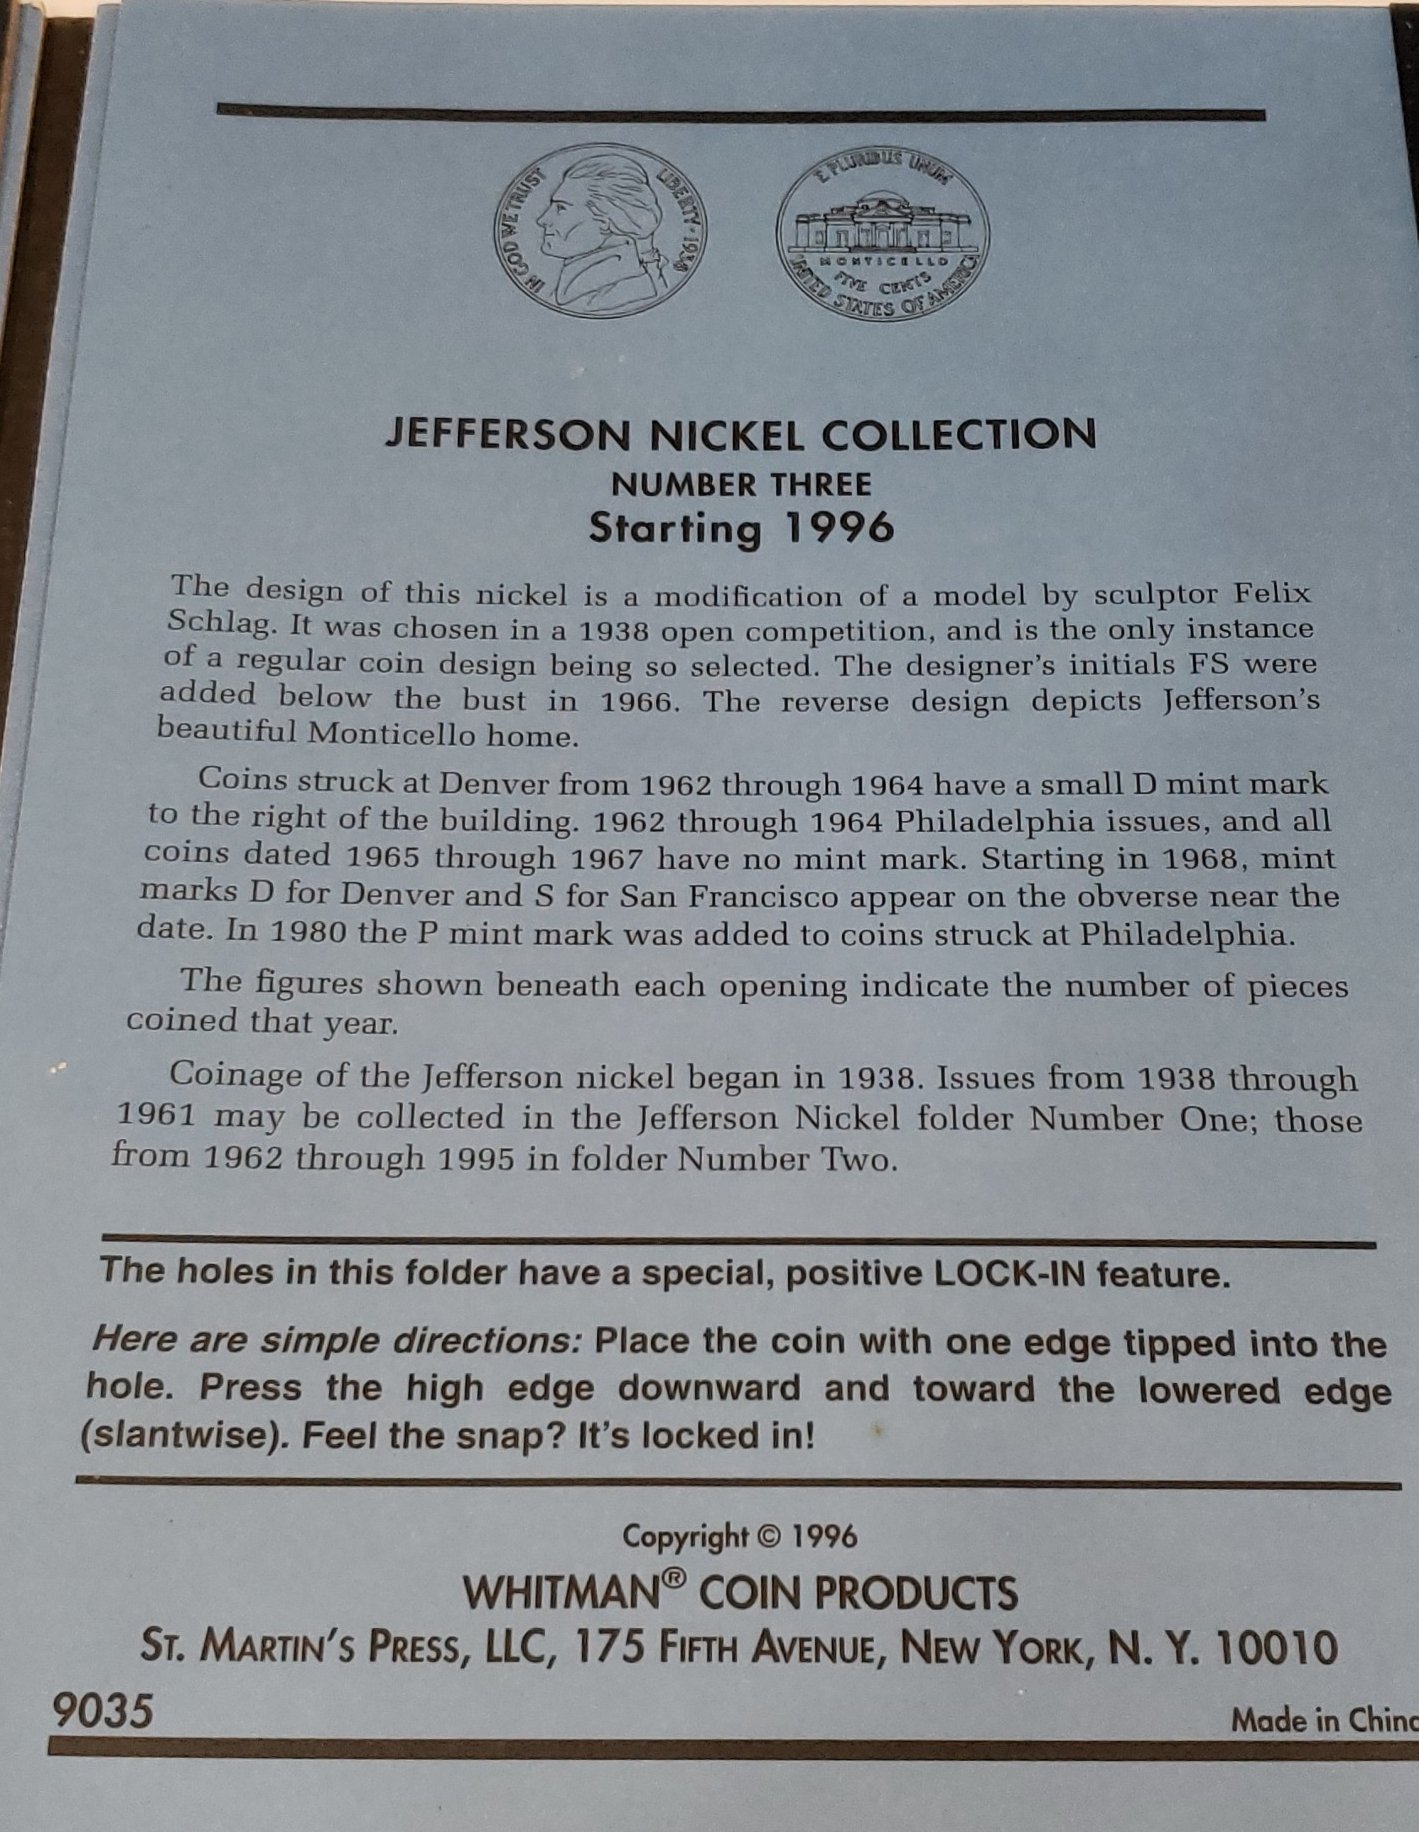 IN GOD WE TRUST
LIBERTY · 1938
E PLURIBUS UNUM
MONTICELLO
FIVE CENTS
UNITED STATES OF AMERICA
JEFFERSON NICKEL COLLECTION
NUMBER THREE
Starting 1996
The design of this nickel is a modification of a model by sculptor Felix
Schlag. It was chosen in a 1938 open competition, and is the only instance
of a regular coin design being so selected. The designer's initials FS were
added below the bust in 1966. The reverse design depicts Jefferson's
beautiful Monticello home.
Coins struck at Denver from 1962 through 1964 have a small D mint mark
to the right of the building. 1962 through 1964 Philadelphia issues, and all
coins dated 1965 through 1967 have no mint mark. Starting in 1968, mint
marks D for Denver and S for San Francisco appear on the obverse near the
date. In 1980 the P mint mark was added to coins struck at Philadelphia.
The figures shown beneath each opening indicate the number of pieces
coined that year.
Coinage of the Jefferson nickel began in 1938. Issues from 1938 through
1961 may be collected in the Jefferson Nickel folder Number One; those
from 1962 through 1995 in folder Number Two.
The holes in this folder have a special, positive LOCK-IN feature.
Here are simple directions: Place the coin with one edge tipped into the
hole. Press the high edge downward and toward the lowered edge
(slantwise). Feel the snap? It's locked in!
Copyright © 1996
WHITMAN® COIN PRODUCTS
ST. MARTIN'S PRESS, LLC, 175 FIFTH AVENUE, NEW YORK, N. Y. 10010
9035
Made in China